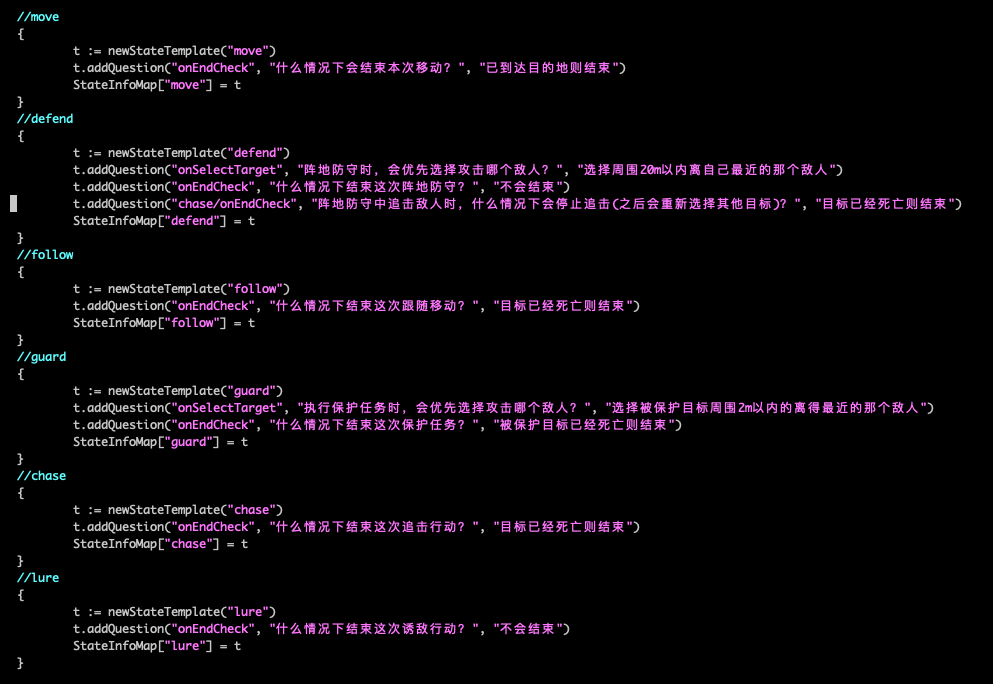 //move
{
t := newStateTemplate("move")
t.addQuestion("onEndCheck", "什么情况下会结束本次移动？", "已到达目的地则结束")
StateInfoMap["move"] = t
}
//defend
{
t := newStateTemplate("defend")
t.addQuestion("onSelectTarget", "阵地防守时，会优先选择攻击哪个敌人？", "选择周围20m以内离自己最近的那个敌人")
t.addQuestion("onEndCheck", "什么情况下结束这次阵地防守？", "不会结束")
t.addQuestion("chase/onEndCheck", "阵地防守中追击敌人时，什么情况下会停止追击(之后会重新选择其他目标)？", "目标已经死亡则结束")
StateInfoMap["defend"] = t
}
//follow
{
t := newStateTemplate("follow")
t.addQuestion("onEndCheck", "什么情况下结束这次跟随移动？", "目标已经死亡则结束")
StateInfoMap["follow"] = t
}
//guard
{
t := newStateTemplate("guard")
t.addQuestion("onSelectTarget", "执行保护任务时，会优先选择攻击哪个敌人？", "选择被保护目标周围2m以内的离得最近的那个敌人")
t.addQuestion("onEndCheck", "什么情况下结束这次保护任务？", "被保护目标已经死亡则结束")
StateInfoMap["guard"] = t
}
//chase
{
t := newStateTemplate("chase")
t.addQuestion("onEndCheck", "什么情况下结束这次追击行动？", "目标已经死亡则结束")
StateInfoMap["chase"] = t
}
//lure
{
t := newStateTemplate("lure")
t.addQuestion("onEndCheck", "什么情况下结束这次诱敌行动？", "不会结束")
StateInfoMap["lure"] = t
}